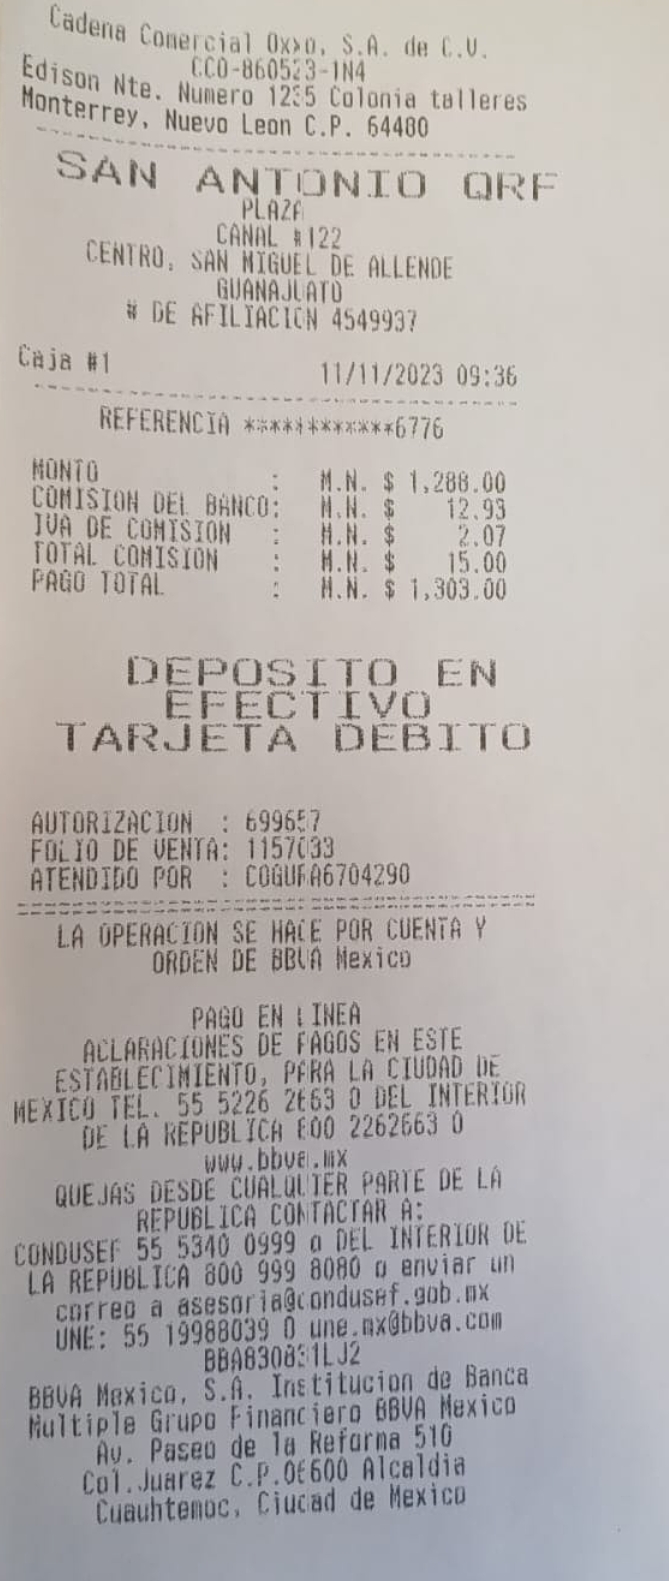 Cadena Comercial Oxxo, S.A. de C.V.
CCO-860523-1N4
Edison Nte. Numero 1235 Colonia talleres
Monterrey, Nuevo Leon C.P. 64480
SAN ANTONIO QRF
PLAZA
CANAL #122
CENTRO, SAN MIGUEL DE ALLENDE
GUANAJUATO
# DE AFILIACION 4549937
Caja #1 11/11/2023 09:36
REFERENCIA ************6776
MONTO : M.N. $ 1,288.00
COMISION DEL BANCO: M.N. $ 12.93
IVA DE COMISION : M.N. $ 2.07
TOTAL COMISION : M.N. $ 15.00
PAGO TOTAL : M.N. $ 1,303.00
DEPOSITO EN
EFECTIVO
TARJETA DEBITO
AUTORIZACION : 699657
FOLIO DE VENTA: 1157033
ATENDIDO POR : COGURA6704290
LA OPERACION SE HACE POR CUENTA Y
ORDEN DE BBVA Mexico
PAGO EN LINEA
ACLARACIONES DE PAGOS EN ESTE
ESTABLECIMIENTO, PARA LA CIUDAD DE
MEXICO TEL. 55 5226 2663 O DEL INTERIOR
DE LA REPUBLICA 800 2262663 O
www.bbva.mx
QUEJAS DESDE CUALQUIER PARTE DE LA
REPUBLICA CONTACTAR A:
CONDUSEF 55 5340 0999 o DEL INTERIOR DE
LA REPUBLICA 800 999 8080 o enviar un
correo a asesoria@condusef.gob.mx
UNE: 55 19988039 O une.mx@bbva.com
BBA830831LJ2
BBVA Mexico, S.A. Institucion de Banca
Multiple Grupo Financiero BBVA Mexico
Av. Paseo de la Reforma 510
Col.Juarez C.P.06600 Alcaldia
Cuauhtemoc, Ciudad de Mexico